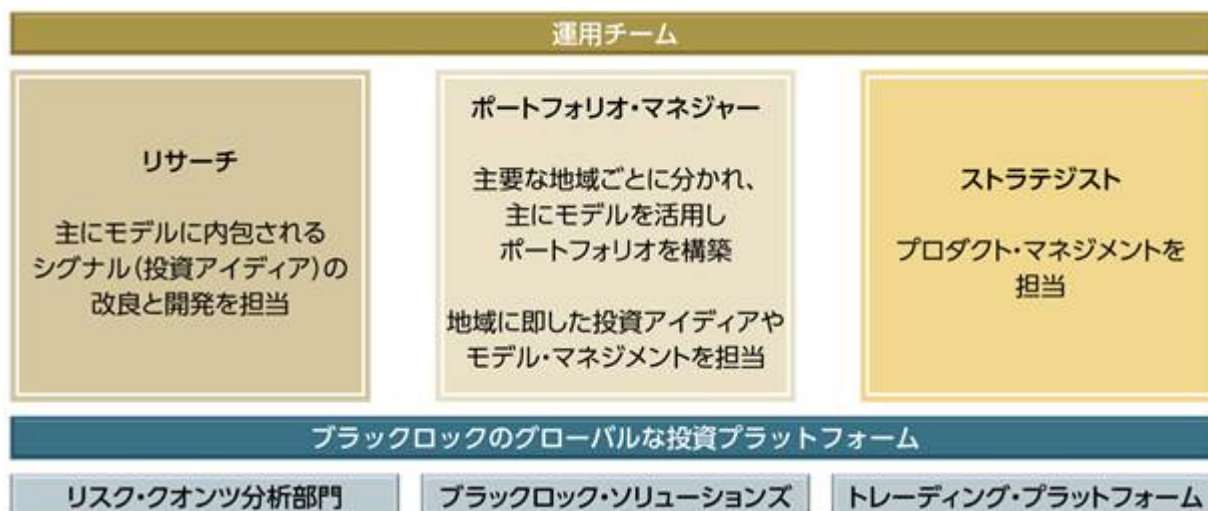 運用チーム
リサーチ
主にモデルに内包される
シグナル(投資アイディア)の
改良と開発を担当
ポートフォリオ・マネジャー
主要な地域ごとに分かれ、
主にモデルを活用し
ポートフォリオを構築
地域に即した投資アイディアや
モデル・マネジメントを担当
ストラテジスト
プロダクト・マネジメントを
担当
ブラックロックのグローバルな投資プラットフォーム
リスク・クオンツ分析部門
ブラックロック・ソリューションズ
トレーディング・プラットフォーム